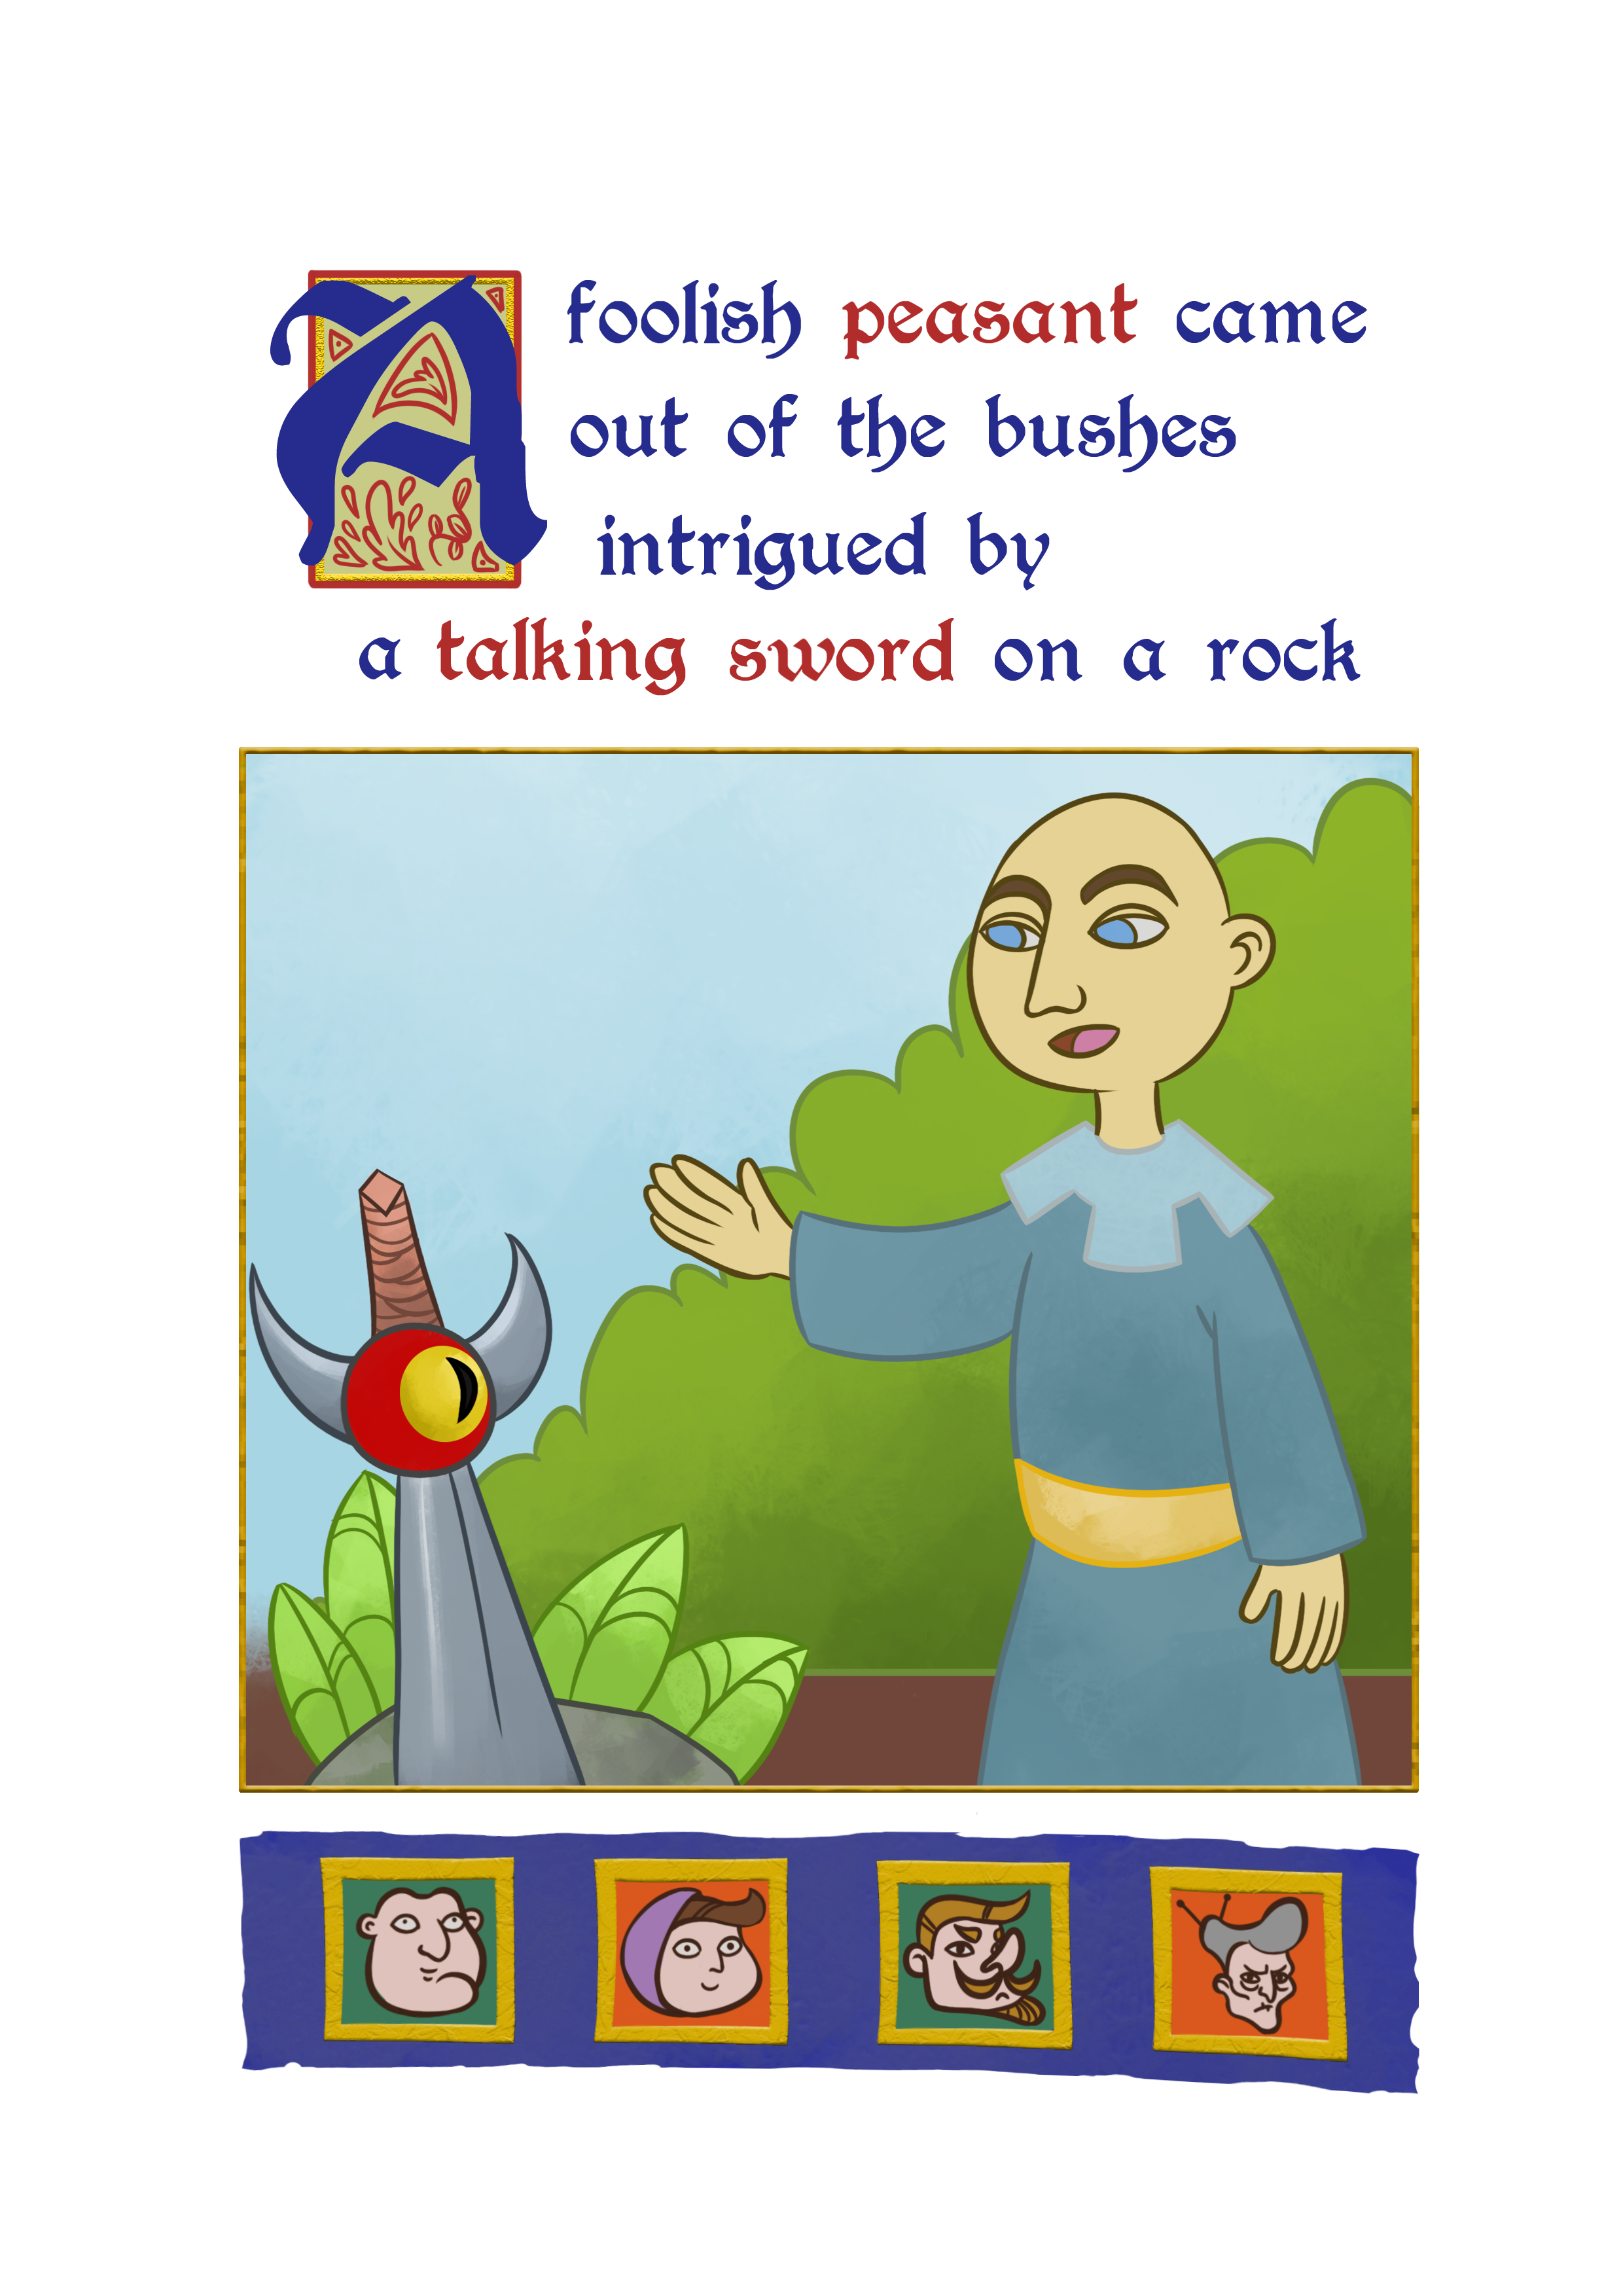 A foolish peasant came
out of the bushes
intrigued by
a talking sword on a rock